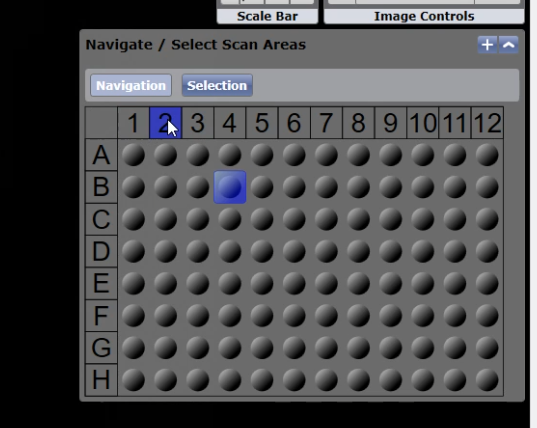 Scale Bar Image Controls
Navigate / Select Scan Areas
Navigation Selection
1 2 3 4 5 6 7 8 9 10 11 12
A
B
C
D
E
F
G
H